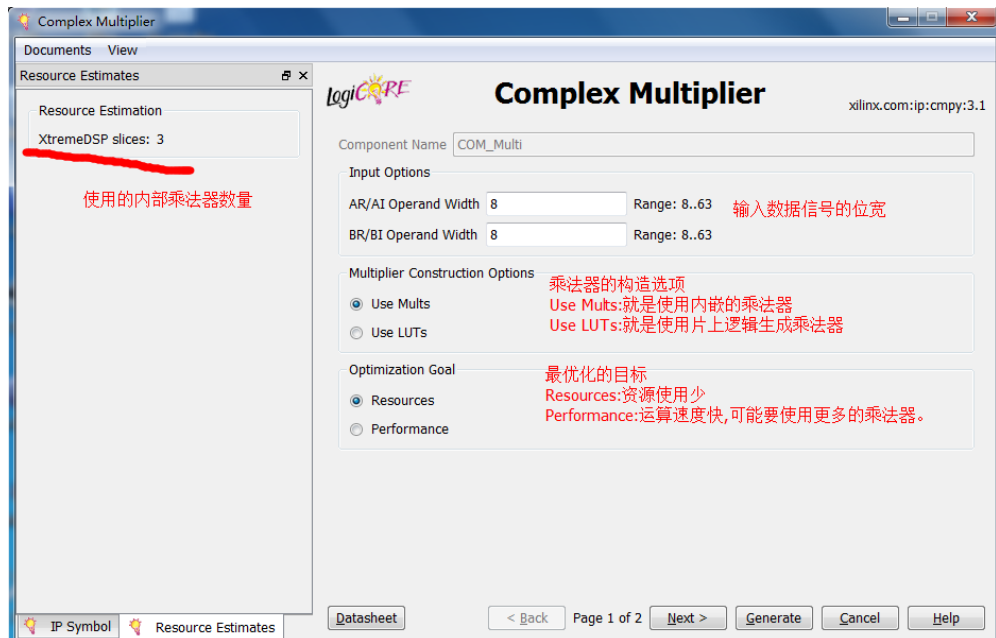 Complex Multiplier
Documents View
Resource Estimates
Resource Estimation
XtremeDSP slices: 3
使用的内部乘法器数量
IP Symbol
Resource Estimates
LogiCORE
Complex Multiplier
xilinx.com:ip:cmpy:3.1
Component Name COM_Multi
Input Options
AR/AI Operand Width 8 Range: 8..63
BR/BI Operand Width 8 Range: 8..63
输入数据信号的位宽
Multiplier Construction Options
Use Mults
Use LUTs
乘法器的构造选项
Use Mults:就是使用内嵌的乘法器
Use LUTs:就是使用片上逻辑生成乘法器
Optimization Goal
Resources
Performance
最优化的目标
Resources:资源使用少
Performance:运算速度快,可能要使用更多的乘法器。
Datasheet
< Back Page 1 of 2 Next > Generate Cancel Help